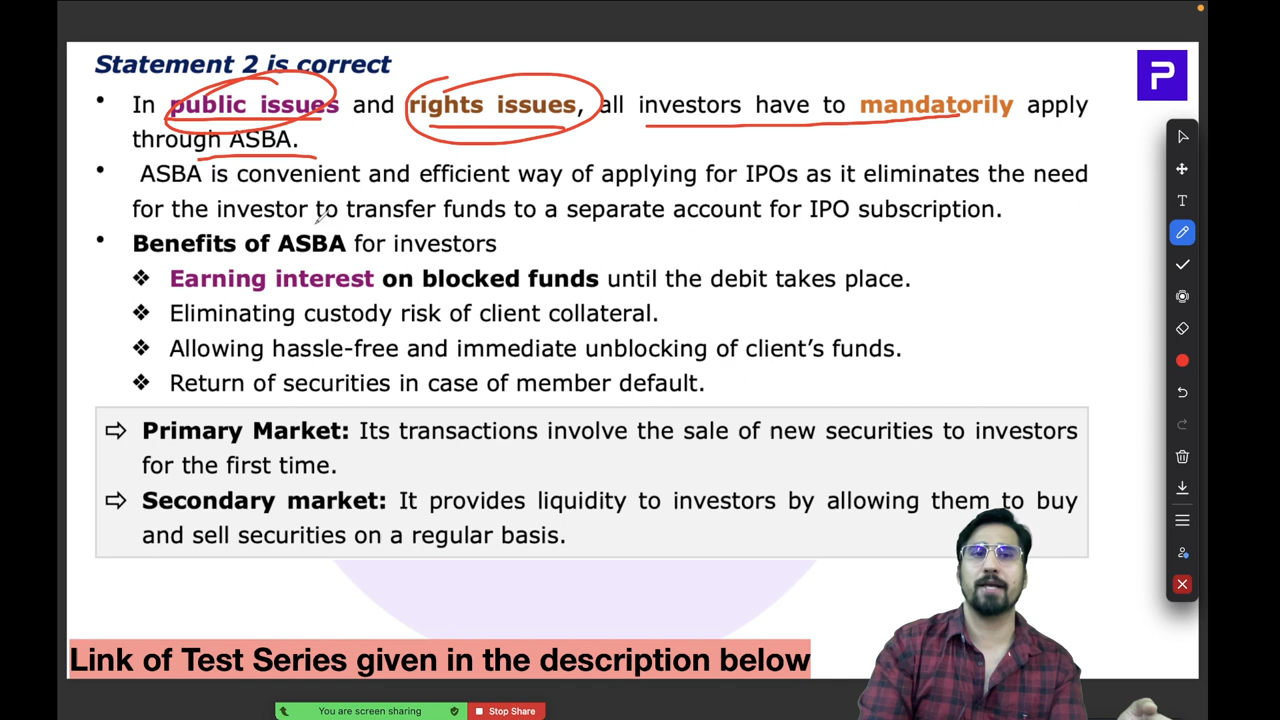 Statement 2 is correct
• In public issues and rights issues, all investors have to mandatorily apply
through ASBA.
• ASBA is convenient and efficient way of applying for IPOs as it eliminates the need
for the investor to transfer funds to a separate account for IPO subscription.
• Benefits of ASBA for investors
❖ Earning interest on blocked funds until the debit takes place.
❖ Eliminating custody risk of client collateral.
❖ Allowing hassle-free and immediate unblocking of client’s funds.
❖ Return of securities in case of member default.
⇨ Primary Market: Its transactions involve the sale of new securities to investors
for the first time.
⇨ Secondary market: It provides liquidity to investors by allowing them to buy
and sell securities on a regular basis.
Link of Test Series given in the description below
You are screen sharing
Stop Share
P
T